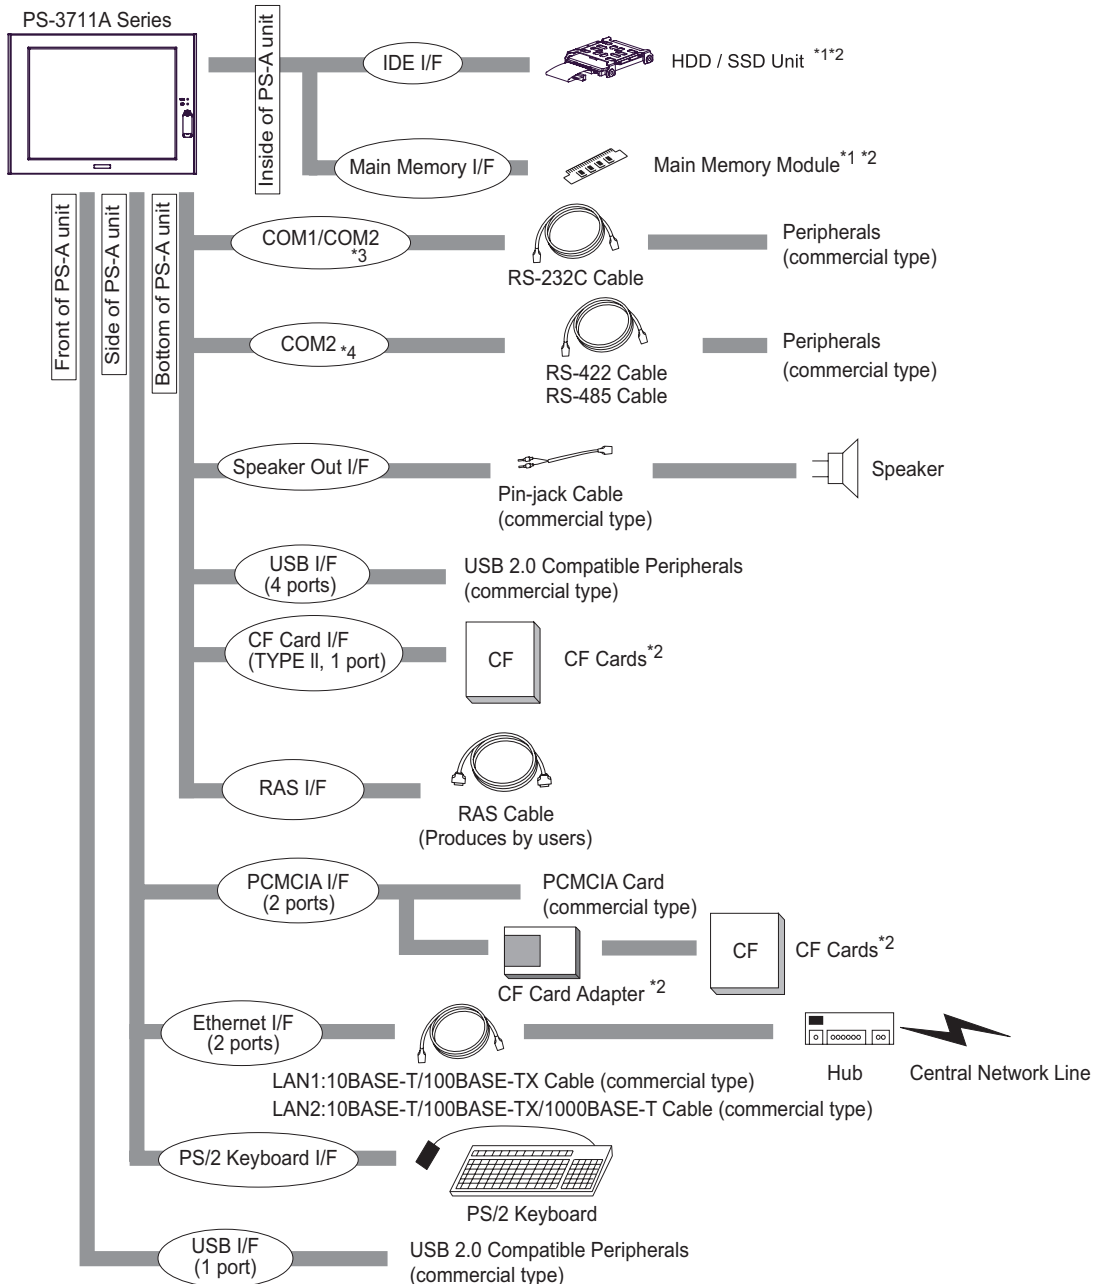 PS-3711A Series
Inside of PS-A unit
IDE I/F
HDD / SSD Unit *1*2
Main Memory I/F
Main Memory Module*1 *2
Front of PS-A unit
Side of PS-A unit
Bottom of PS-A unit
COM1/COM2
*3
RS-232C Cable
Peripherals
(commercial type)
COM2 *4
RS-422 Cable
RS-485 Cable
Peripherals
(commercial type)
Speaker Out I/F
Pin-jack Cable
(commercial type)
Speaker
USB I/F
(4 ports)
USB 2.0 Compatible Peripherals
(commercial type)
CF Card I/F
(TYPE II, 1 port)
CF
CF Cards*2
RAS I/F
RAS Cable
(Produces by users)
PCMCIA I/F
(2 ports)
PCMCIA Card
(commercial type)
CF Card Adapter *2
CF
CF Cards*2
Ethernet I/F
(2 ports)
Hub
Central Network Line
LAN1:10BASE-T/100BASE-TX Cable (commercial type)
LAN2:10BASE-T/100BASE-TX/1000BASE-T Cable (commercial type)
PS/2 Keyboard I/F
PS/2 Keyboard
USB I/F
(1 port)
USB 2.0 Compatible Peripherals
(commercial type)